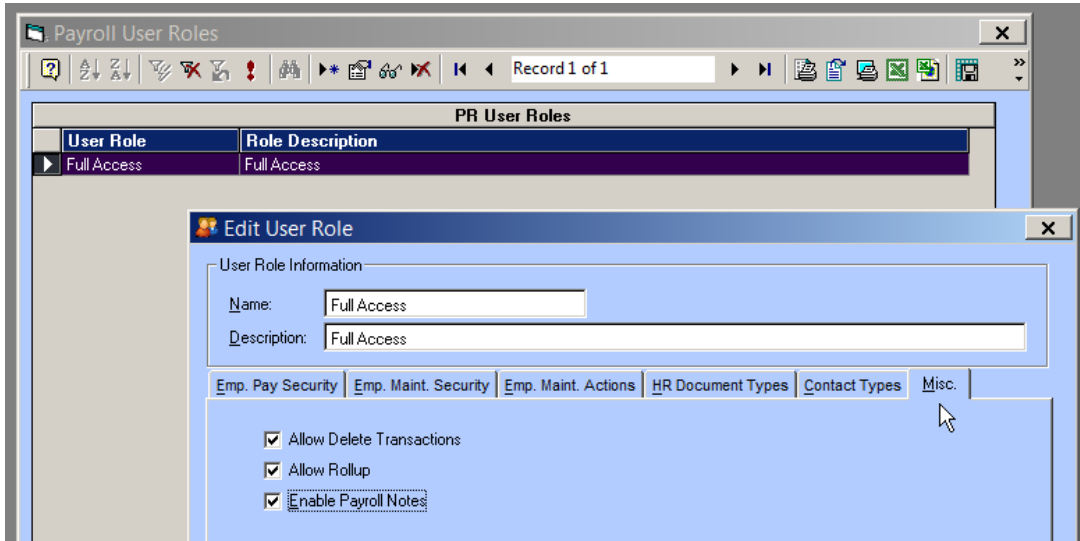 Payroll User Roles
Record 1 of 1
PR User Roles
User Role Role Description
Full Access Full Access
Edit User Role
User Role Information
Name: Full Access
Description: Full Access
Emp. Pay Security Emp. Maint. Security Emp. Maint. Actions HR Document Types Contact Types Misc.
Allow Delete Transactions
Allow Rollup
Enable Payroll Notes